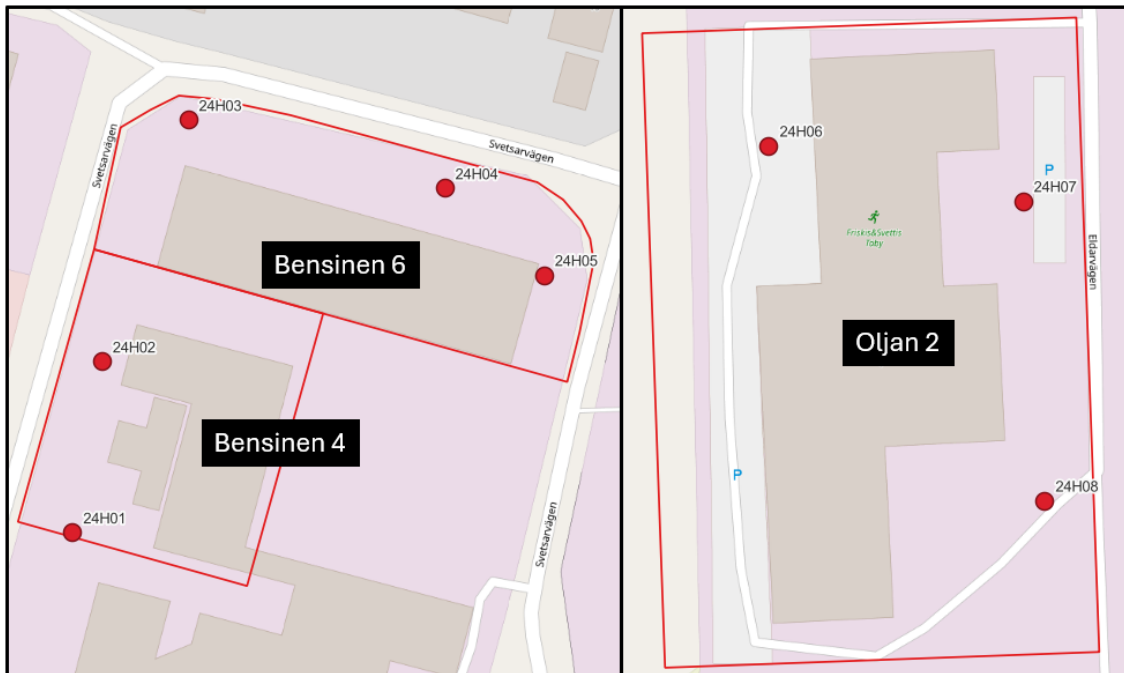 24H03
Svetsarvägen
Svetsarvägen
24H04
Bensinen 6
24H05
24H02
Bensinen 4
24H01
Svetsarvägen
24H06
P
24H07
Friskis&Svettis
Täby
Eldarvägen
Oljan 2
P
24H08